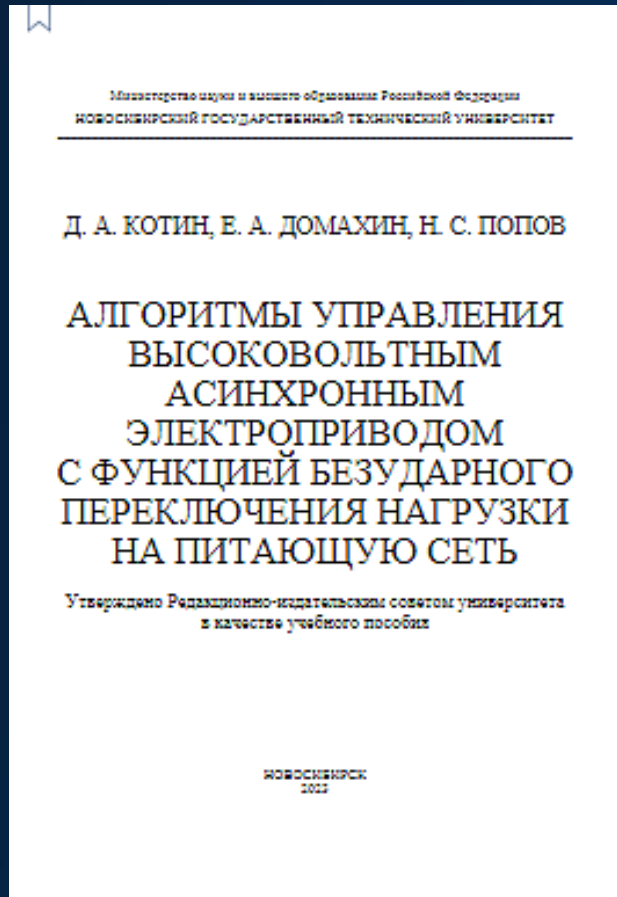 Министерство науки и высшего образования Российской Федерации
НОВОСИБИРСКИЙ ГОСУДАРСТВЕННЫЙ ТЕХНИЧЕСКИЙ УНИВЕРСИТЕТ
Д. А. КОТИН, Е. А. ДОМАХИН, Н. С. ПОПОВ
АЛГОРИТМЫ УПРАВЛЕНИЯ
ВЫСОКОВОЛЬТНЫМ
АСИНХРОННЫМ
ЭЛЕКТРОПРИВОДОМ
С ФУНКЦИЕЙ БЕЗУДАРНОГО
ПЕРЕКЛЮЧЕНИЯ НАГРУЗКИ
НА ПИТАЮЩУЮ СЕТЬ
Утверждено Редакционно-издательским советом университета
в качестве учебного пособия
НОВОСИБИРСК
2023